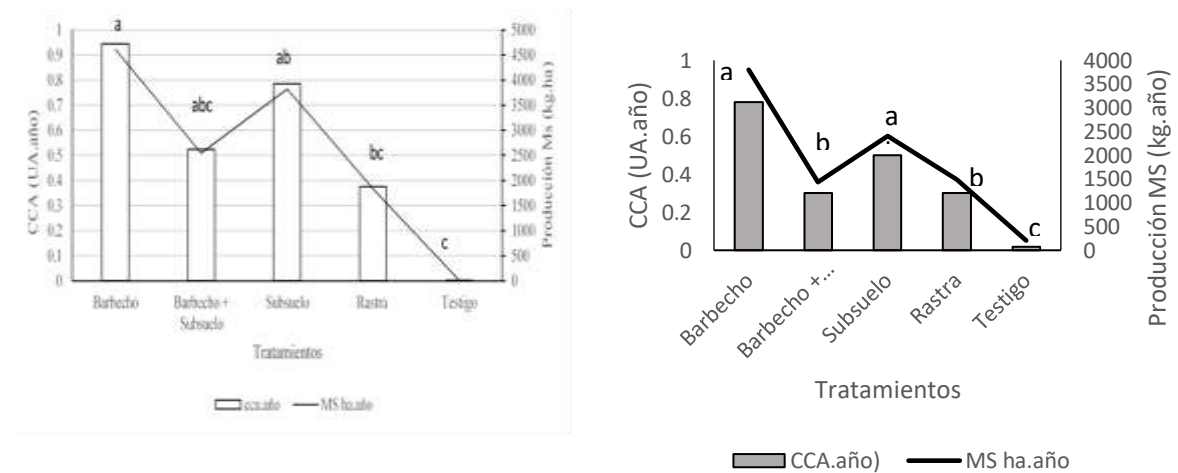 a
ab
abc
bc
c
1
0.9
0.8
0.7
0.6
0.5
0.4
0.3
0.2
0.1
0
CCA (UA.año)
5000
4500
4000
3500
3000
2500
2000
1500
1000
500
0
Producción Ms (kg.ha)
Barbecho
Barbecho +
Subsuelo
Subsuelo
Rastra
Testigo
Tratamientos
cca.año
MS ha.año
a
b
a
b
c
1
0.8
0.6
0.4
0.2
0
CCA (UA.año)
4000
3500
3000
2500
2000
1500
1000
500
0
Producción MS (kg.año)
Barbecho
Barbecho +…
Subsuelo
Rastra
Testigo
Tratamientos
CCA.año)
MS ha.año